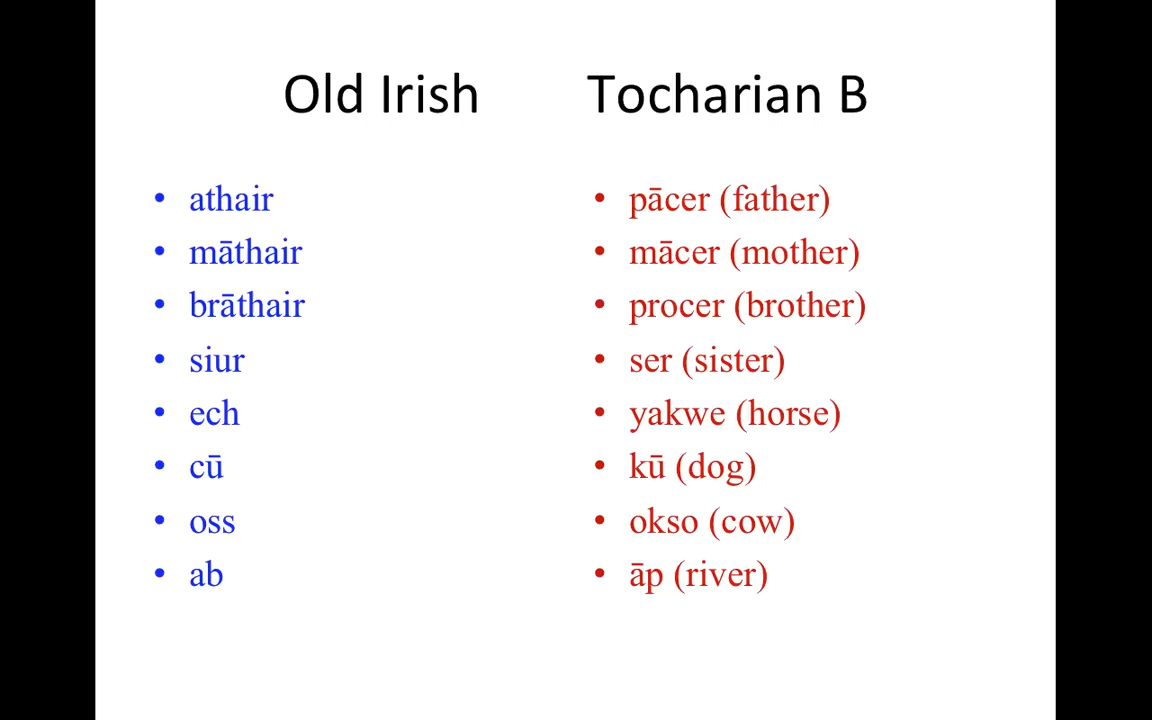 Old Irish Tocharian B
• athair
• māthair
• brāthair
• siur
• ech
• cū
• oss
• ab
• pācer (father)
• mācer (mother)
• procer (brother)
• ser (sister)
• yakwe (horse)
• kū (dog)
• okso (cow)
• āp (river)